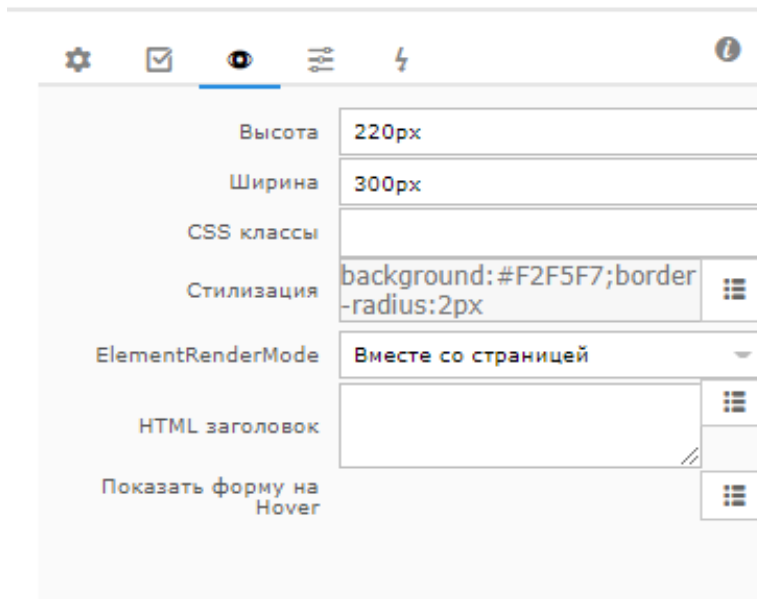 Высота
220px
Ширина
300px
CSS классы
Стилизация
background:#F2F5F7;border
-radius:2px
ElementRenderMode
Вместе со страницей
HTML заголовок
Показать форму на
Hover